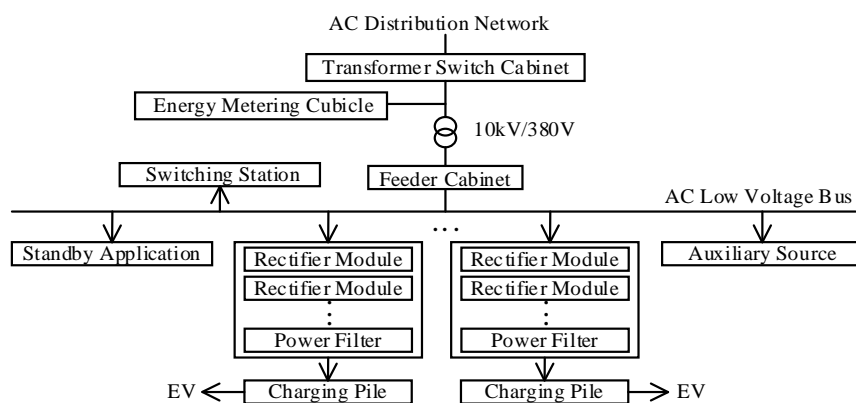 AC Distribution Network
Transformer Switch Cabinet
Energy Metering Cubicle
10kV/380V
Switching Station
Feeder Cabinet
AC Low Voltage Bus
...
Standby Application
Rectifier Module
Rectifier Module
Auxiliary Source
Rectifier Module
Rectifier Module
Power Filter
Power Filter
EV
Charging Pile
Charging Pile
EV